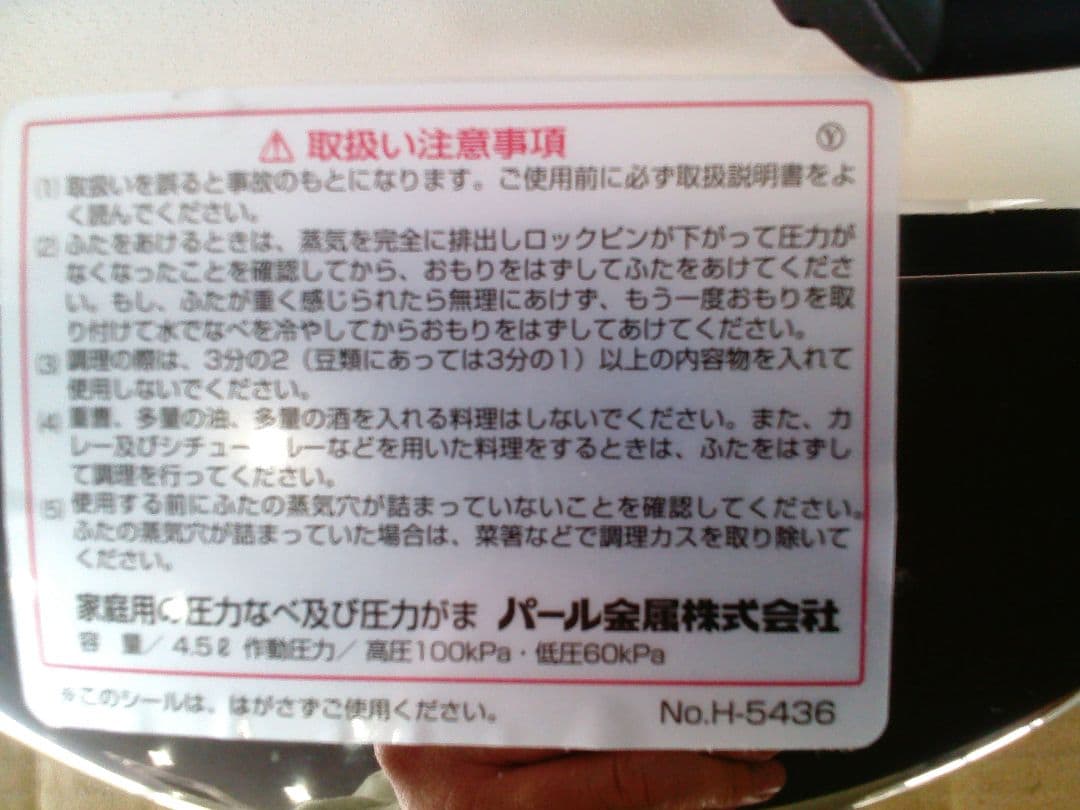 ⚠ 取扱い注意事項 Ⓨ
(1) 取扱いを誤ると事故のもとになります。ご使用前に必ず取扱説明書をよ
く読んでください。
(2) ふたをあけるときは、蒸気を完全に排出しロックピンが下がって圧力が
なくなったことを確認してから、おもりをはずしてふたをあけてくださ
い。もし、ふたが重く感じられたら無理にあけず、もう一度おもりを取
り付けて水でなべを冷やしてからおもりをはずしてあけてください。
(3) 調理の際は、3分の2（豆類にあっては3分の1）以上の内容物を入れて
使用しないでください。
(4) 重曹、多量の油、多量の酒を入れる料理はしないでください。また、カ
レー及びシチュー レーなどを用いた料理をするときは、ふたをはずし
て調理を行ってください。
(5) 使用する前にふたの蒸気穴が詰まっていないことを確認してください。
ふたの蒸気穴が詰まっていた場合は、菜箸などで調理カスを取り除いて
ください。
家庭用の圧力なべ及び圧力がま パール金属株式会社
容 量／ 4.5ℓ 作動圧力／ 高圧100kPa・低圧60kPa
※このシールは、はがさずご使用ください。 No.H-5436